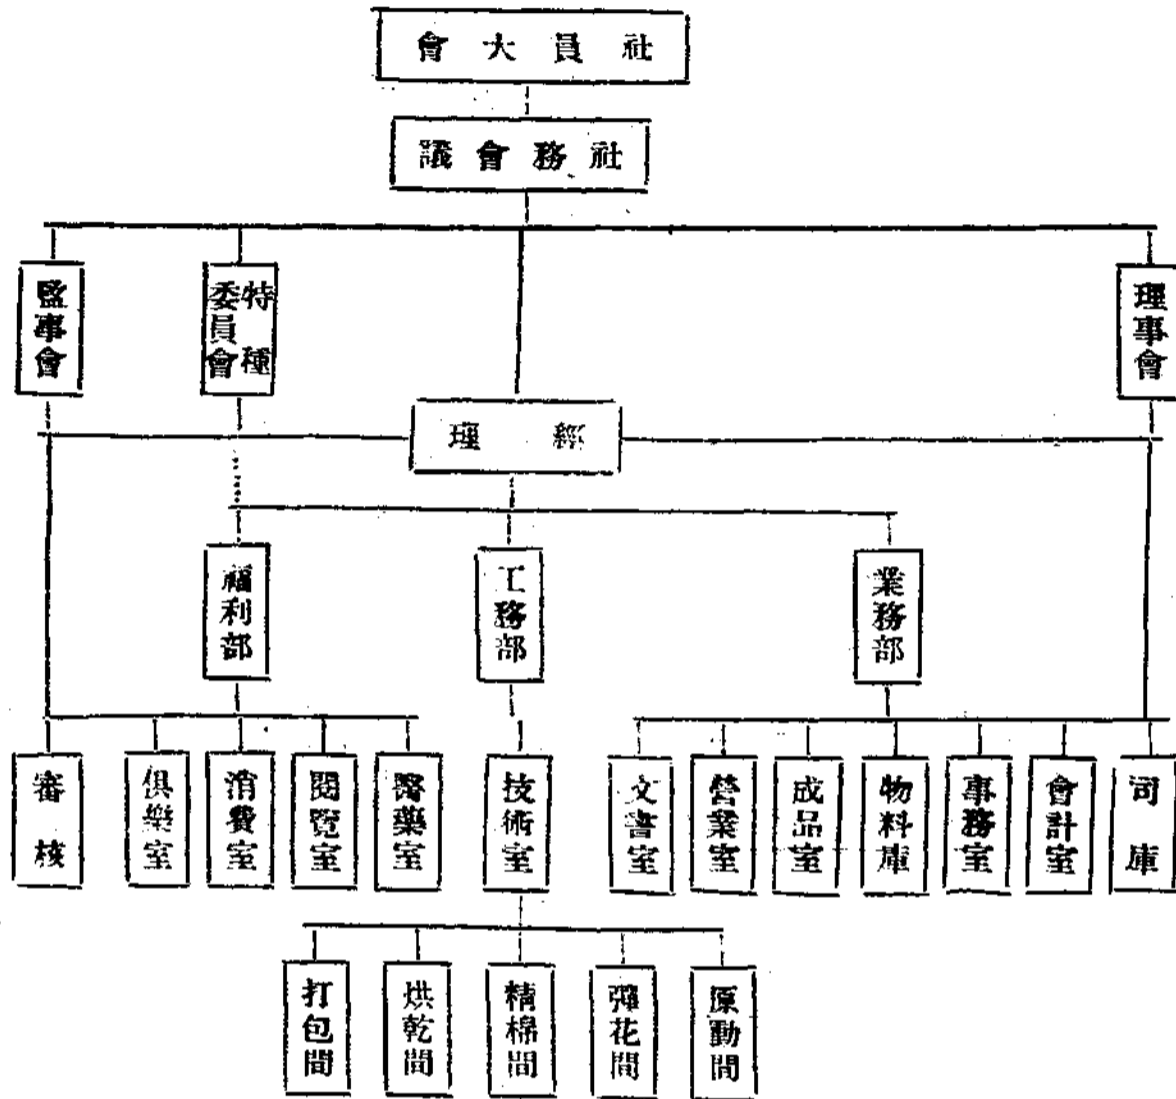 社員大會
社務會議
理事會
特種
委員會
監事會
經理
業務部
工務部
福利部
司庫
會計室
事務室
物料庫
成品室
營業室
文書室
技術室
醫藥室
閱覽室
消費室
俱樂室
審核
原動間
彈花間
精棉間
烘乾間
打包間